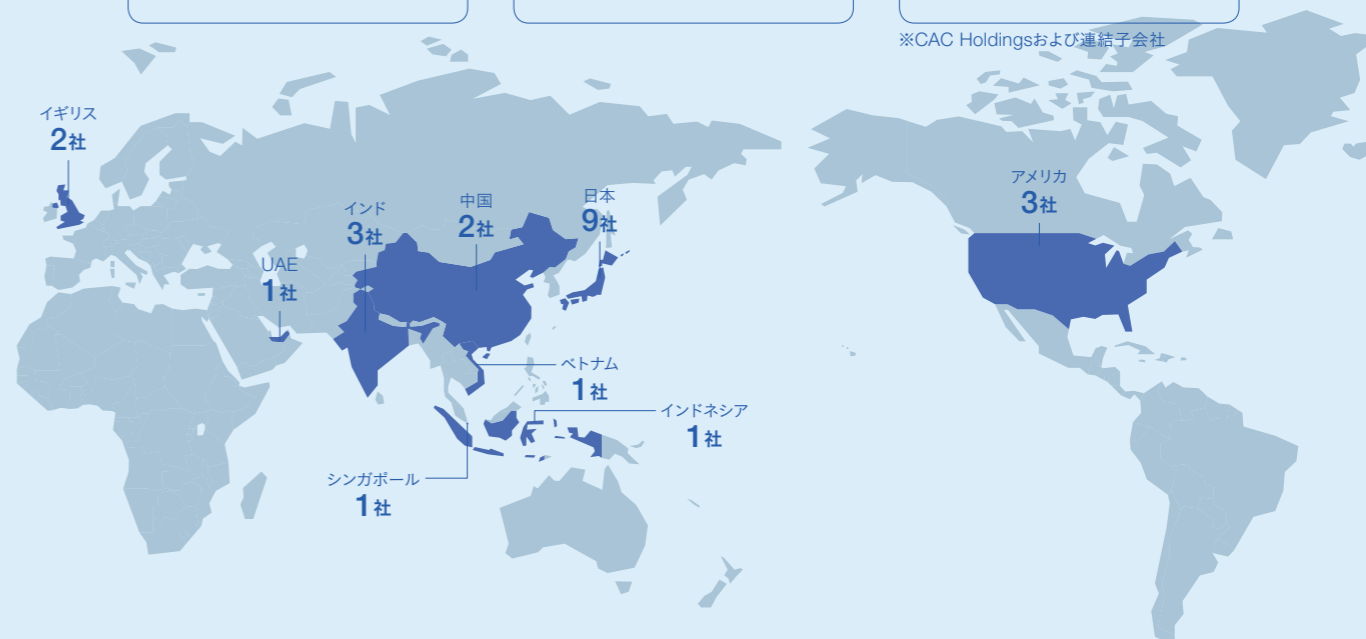 ※CAC Holdingsおよび連結子会社
イギリス
2社
アメリカ
3社
日本
9社
中国
2社
インド
3社
UAE
1社
ベトナム
1社
インドネシア
1社
シンガポール
1社